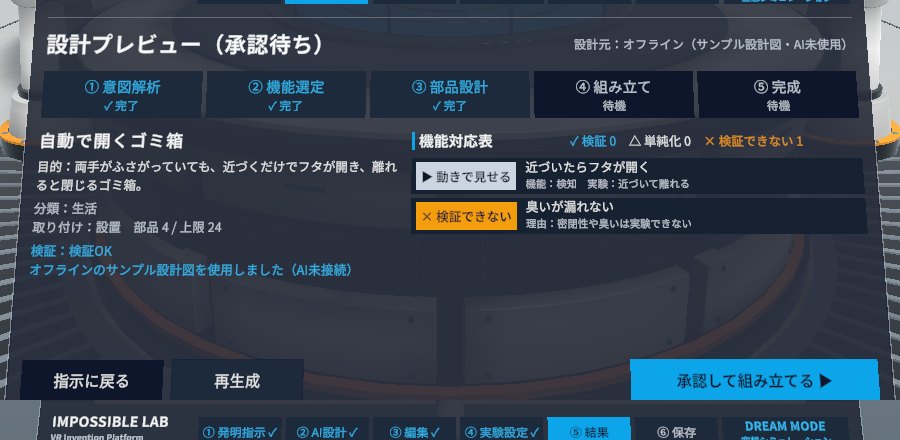 設計プレビュー（承認待ち）
設計元：オフライン（サンプル設計図・AI未使用）
① 意図解析
✓ 完了
② 機能選定
✓ 完了
③ 部品設計
✓ 完了
④ 組み立て
待機
⑤ 完成
待機
自動で開くゴミ箱
目的：両手がふさがっていても、近づくだけでフタが開き、離れ
ると閉じるゴミ箱。
分類：生活
取り付け：設置　部品 4 / 上限 24
検証：検証OK
オフラインのサンプル設計図を使用しました（AI未接続）
機能対応表
✓ 検証 0　△ 単純化 0　× 検証できない 1
▶ 動きで見せる
近づいたらフタが開く
機能：検知　実験：近づいて離れる
× 検証できない
臭いが漏れない
理由：密閉性や臭いは実験できない
指示に戻る
再生成
承認して組み立てる ▶
IMPOSSIBLE LAB
VR Invention Platform
① 発明指示 ✓
② AI設計 ✓
③ 編集 ✓
④ 実験設定 ✓
⑤ 結果
⑥ 保存
DREAM MODE